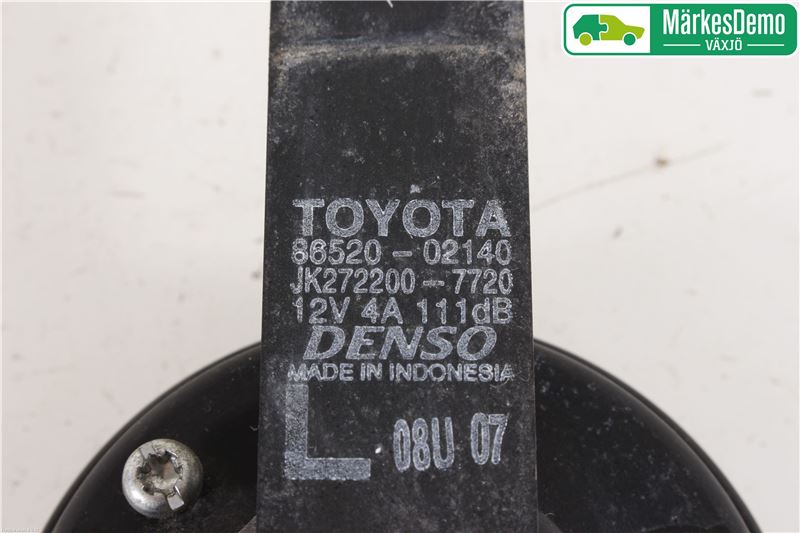 MärkesDemo
VÄXJÖ
TOYOTA
86520-02140
JK272200-7720
12V 4A 111dB
DENSO
MADE IN INDONESIA
L
08U 07